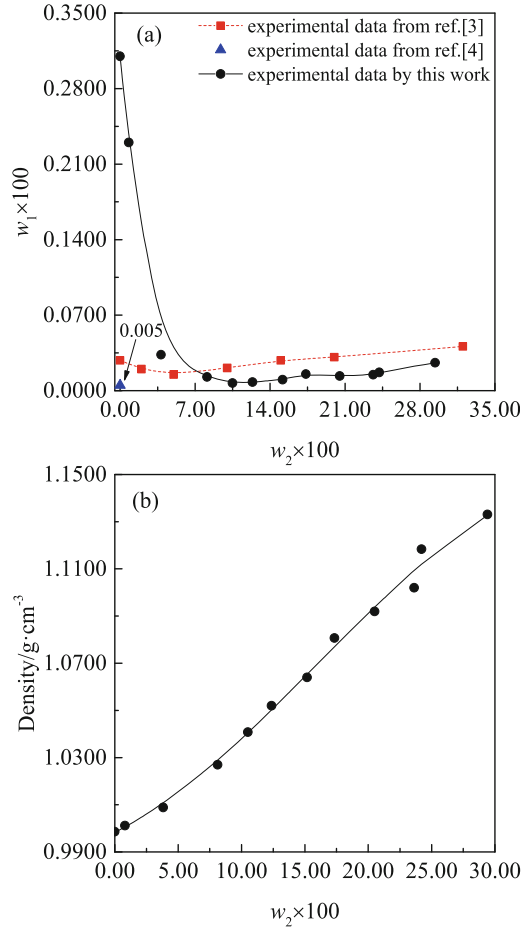 0.3500
(a)
experimental data from ref.[3]
experimental data from ref.[4]
experimental data by this work
0.2800
0.2100
0.1400
0.0700
0.0000
w₁×100
0.005
0.00
7.00
14.00
21.00
28.00
35.00
w₂×100
1.1500
(b)
1.1100
1.0700
1.0300
0.9900
Density/g·cm⁻³
0.00
5.00
10.00
15.00
20.00
25.00
30.00
w₂×100